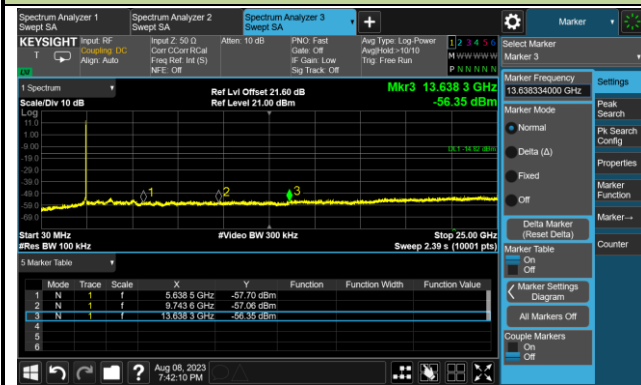 Spectrum Analyzer 1
Swept SA
Spectrum Analyzer 2
Swept SA
Spectrum Analyzer 3
Swept SA
Marker
KEYSIGHT
Input: RF
Coupling: DC
Align: Auto
Input Z: 50 Ω
Corr CCorr RCal
Freq Ref: Int (S)
NFE: Off
Atten: 10 dB
PNO: Fast
Gate: Off
IF Gain: Low
Sig Track: Off
Avg Type: Log-Power
Avg|Hold:>10/10
Trig: Free Run
1 2 3 4 5 6
M W W W W W
P N N N N N
Select Marker
Marker 3
1 Spectrum
Scale/Div 10 dB
Ref Lvl Offset 21.60 dB
Ref Level 21.00 dBm
Mkr3 13.638 3 GHz
-56.35 dBm
Log
11.0
1.00
-9.00
-19.0
-29.0
-39.0
-49.0
-59.0
-69.0
1
2
3
Start 30 MHz
#Res BW 100 kHz
#Video BW 300 kHz
Stop 25.00 GHz
Sweep 2.39 s (10001 pts)
5 Marker Table
Mode Trace Scale X Y Function Function Width Function Value
1 N 1 f 5.638 5 GHz -57.70 dBm
2 N 1 f 9.743 6 GHz -57.06 dBm
3 N 1 f 13.638 3 GHz -56.35 dBm
4
5
6
Marker Frequency
13.638334000 GHz
Marker Mode
Normal
Delta (Δ)
Fixed
Off
Delta Marker
(Reset Delta)
Marker Table
On
Off
Marker Settings
Diagram
All Markers Off
Couple Markers
On
Off
Settings
Peak
Search
Pk Search
Config
Properties
Marker
Function
Marker→
Counter
Aug 08, 2023
7:42:10 PM